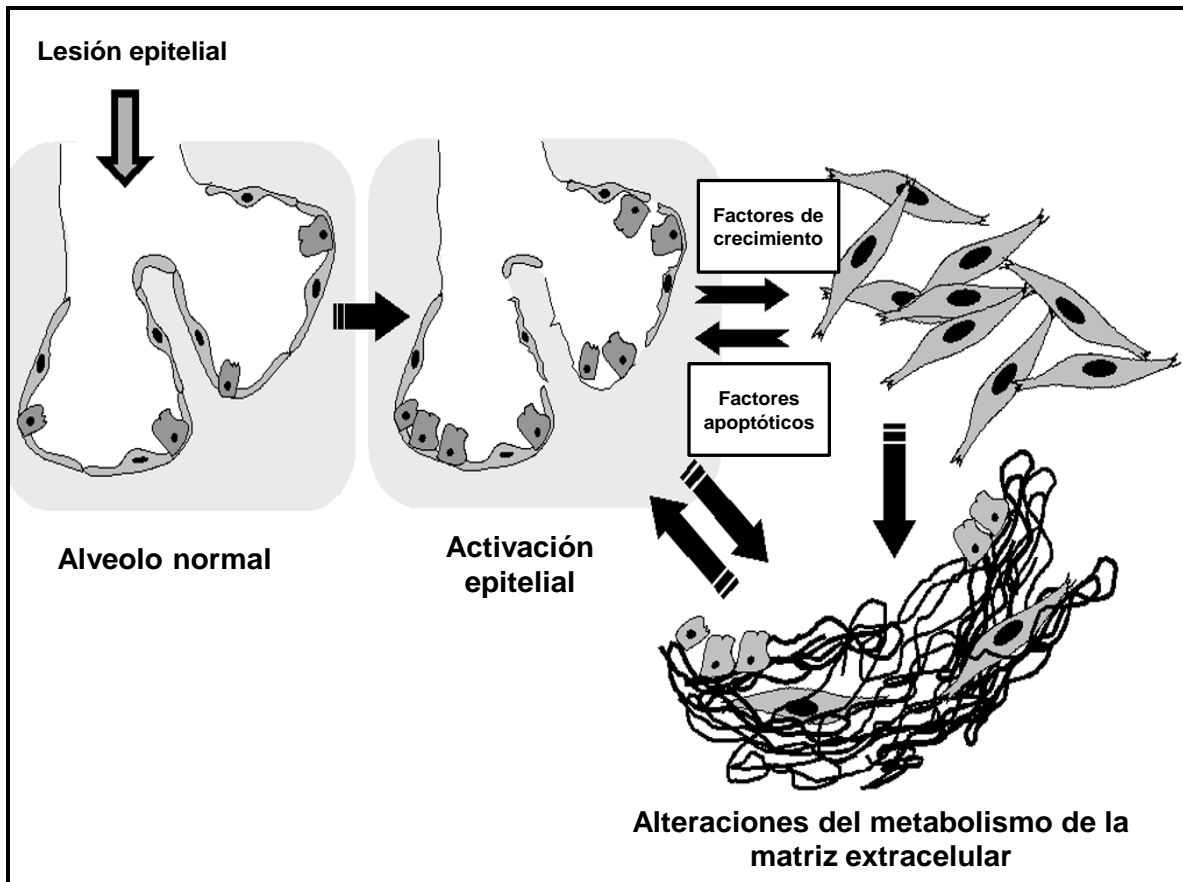 Lesión epitelial
Factores de
crecimiento
Factores
apoptóticos
Alveolo normal
Activación
epitelial
Alteraciones del metabolismo de la
matriz extracelular